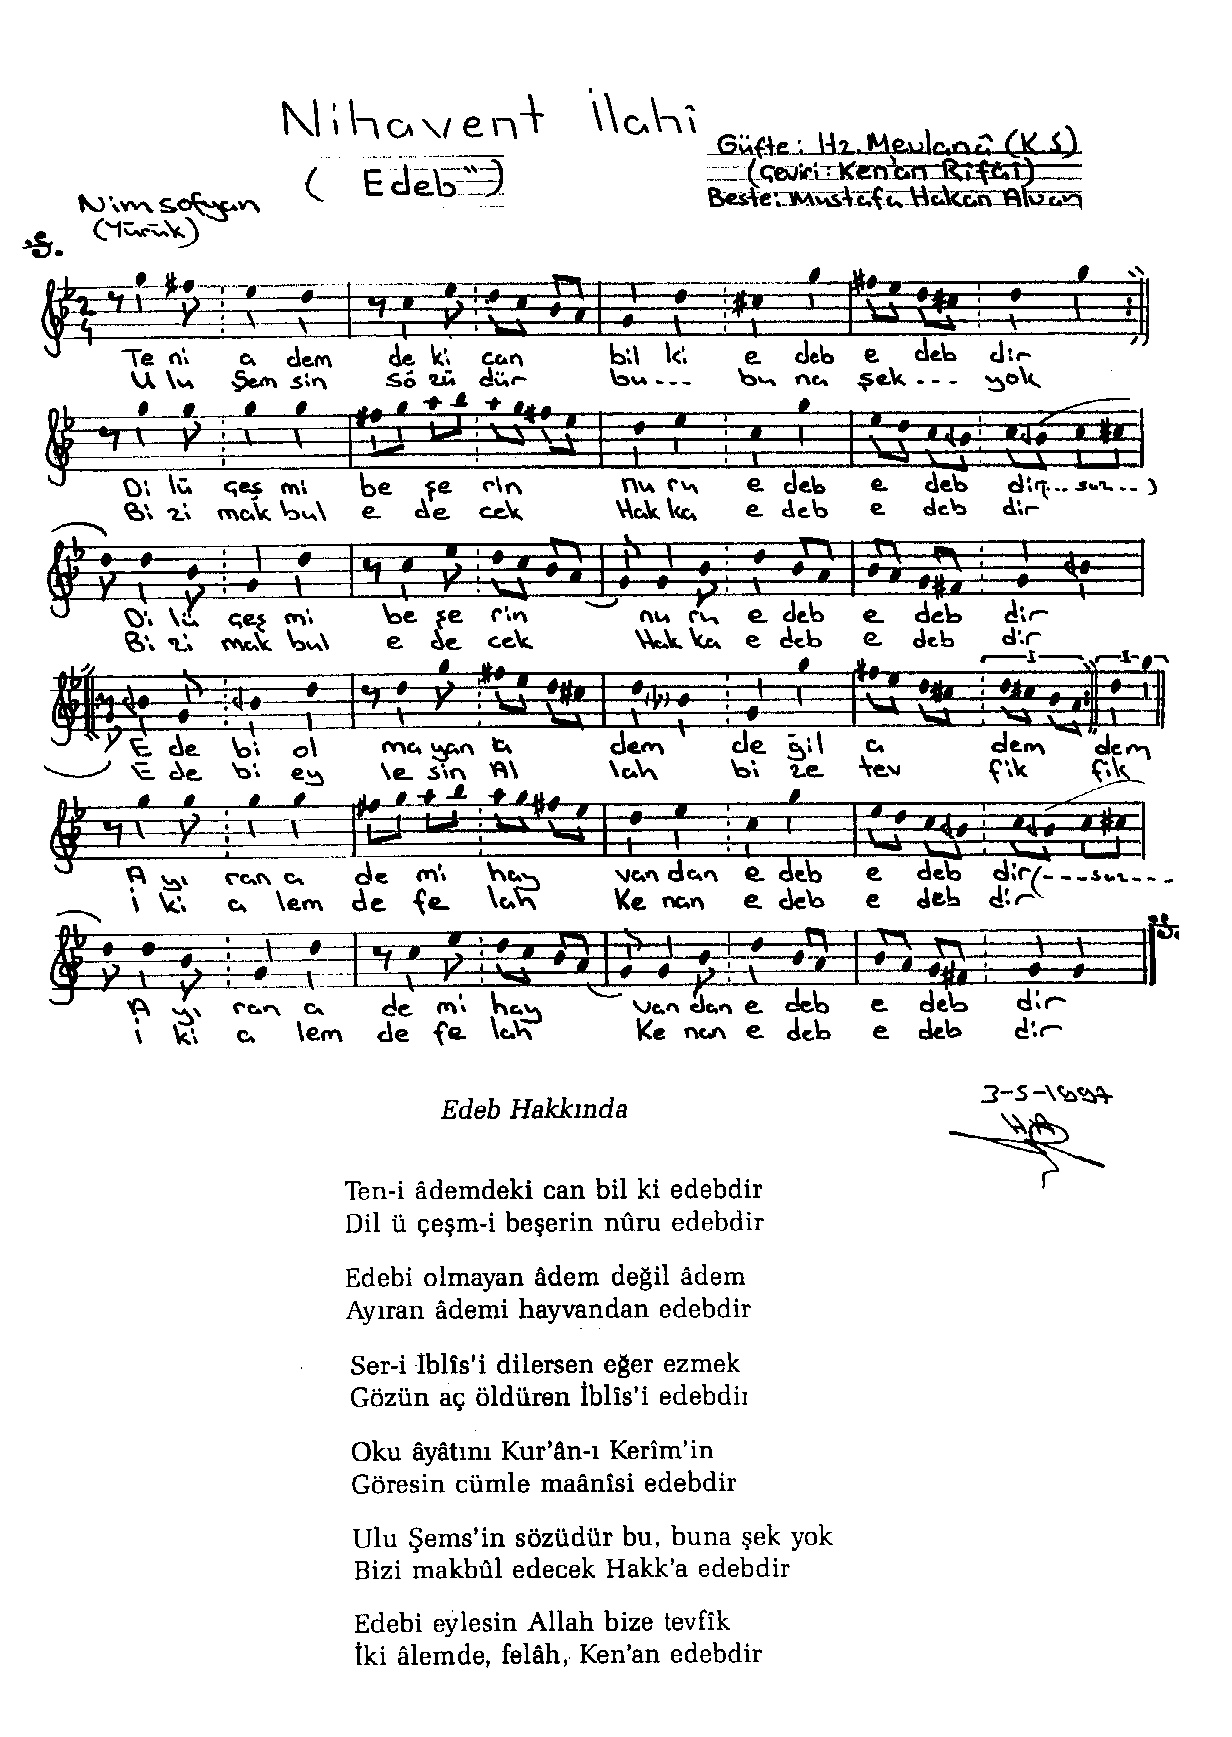 Nihavent İlahî
( Edeb" )
Güfte: Hz. Mevlanâ (K S)
(Çeviri: Ken'an Rifâî)
Beste: Mustafa Hakan Alvan
Nim sofyan
(Yürük)
2
4
Te ni a dem de ki can bil ki e deb e deb dir
U lu Şem sin sö zü dür bu--- bu na şek --- yok
Di lü çeş mi be şe rin nu ru e deb e deb dir(...saz...)
Bi zi mak bul e de cek Hak ka e deb e deb dir
Di lü çeş mi be şe rin nu ru e deb e deb dir
Bi zi mak bul e de cek Hak ka e deb e deb dir
E de bi ol ma yan a dem de ğil a dem dem
E de bi ey le sin Al lah bi ze tev fik fik
A yı ran a de mi hay van dan e deb e deb dir(----saz----
i ki a lem de fe lah Ke nan e deb e deb dir
A yı ran a de mi hay van dan e deb e deb dir
i ki a lem de fe lah Ke nan e deb e deb dir
3-5-1997
H A
Edeb Hakkında
Ten-i âdemdeki can bil ki edebdir
Dil ü çeşm-i beşerin nûru edebdir
Edebi olmayan âdem değil âdem
Ayıran âdemi hayvandan edebdir
Ser-i İblîs'i dilersen eğer ezmek
Gözün aç öldüren İblîs'i edebdir
Oku âyâtını Kur'ân-ı Kerîm'in
Göresin cümle maânîsi edebdir
Ulu Şems'in sözüdür bu, buna şek yok
Bizi makbûl edecek Hakk'a edebdir
Edebi eylesin Allah bize tevfîk
İki âlemde, felâh, Ken'an edebdir